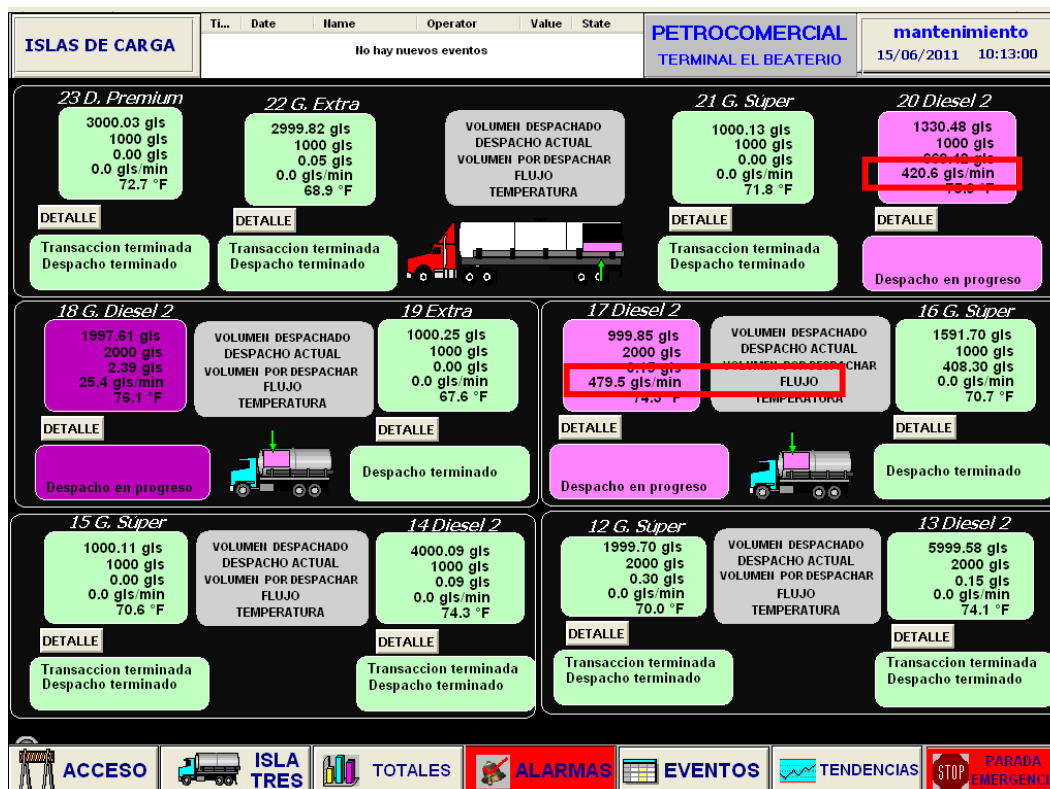 ISLAS DE CARGA
Ti... Date Name Operator Value State
No hay nuevos eventos
PETROCOMERCIAL
TERMINAL EL BEATERIO
mantenimiento
15/06/2011 10:13:00
23 D, Premium
3000.03 gls
1000 gls
0.00 gls
0.0 gls/min
72.7 °F
DETALLE
Transaccion terminada
Despacho terminado
22 G, Extra
2999.82 gls
1000 gls
0.05 gls
0.0 gls/min
68.9 °F
DETALLE
Transaccion terminada
Despacho terminado
VOLUMEN DESPACHADO
DESPACHO ACTUAL
VOLUMEN POR DESPACHAR
FLUJO
TEMPERATURA
21 G, Súper
1000.13 gls
1000 gls
0.00 gls
0.0 gls/min
71.8 °F
DETALLE
Transaccion terminada
Despacho terminado
20 Diesel 2
1330.48 gls
1000 gls
gls
420.6 gls/min
°F
DETALLE
Despacho en progreso
18 G, Diesel 2
1997.61 gls
2000 gls
2.39 gls
25.4 gls/min
76.1 °F
DETALLE
Despacho en progreso
VOLUMEN DESPACHADO
DESPACHO ACTUAL
VOLUMEN POR DESPACHAR
FLUJO
TEMPERATURA
19 Extra
1000.25 gls
1000 gls
0.00 gls
0.0 gls/min
67.6 °F
DETALLE
Despacho terminado
17 Diesel 2
999.85 gls
2000 gls
0.15 gls
479.5 gls/min
74.3 °F
DETALLE
Despacho en progreso
VOLUMEN DESPACHADO
DESPACHO ACTUAL
VOLUMEN POR DESPACHAR
FLUJO
TEMPERATURA
16 G, Súper
1591.70 gls
1000 gls
408.30 gls
0.0 gls/min
70.7 °F
DETALLE
Despacho terminado
15 G, Súper
1000.11 gls
1000 gls
0.00 gls
0.0 gls/min
70.6 °F
DETALLE
Transaccion terminada
Despacho terminado
VOLUMEN DESPACHADO
DESPACHO ACTUAL
VOLUMEN POR DESPACHAR
FLUJO
TEMPERATURA
14 Diesel 2
4000.09 gls
1000 gls
0.09 gls
0.0 gls/min
74.3 °F
DETALLE
Transaccion terminada
Despacho terminado
12 G, Súper
1999.70 gls
2000 gls
0.30 gls
0.0 gls/min
70.0 °F
DETALLE
Transaccion terminada
Despacho terminado
VOLUMEN DESPACHADO
DESPACHO ACTUAL
VOLUMEN POR DESPACHAR
FLUJO
TEMPERATURA
13 Diesel 2
5999.58 gls
2000 gls
0.15 gls
0.0 gls/min
74.1 °F
DETALLE
Transaccion terminada
Despacho terminado
ACCESO
ISLA
TRES
TOTALES
ALARMAS
EVENTOS
TENDENCIAS
STOP
PARADA
EMERGENCI